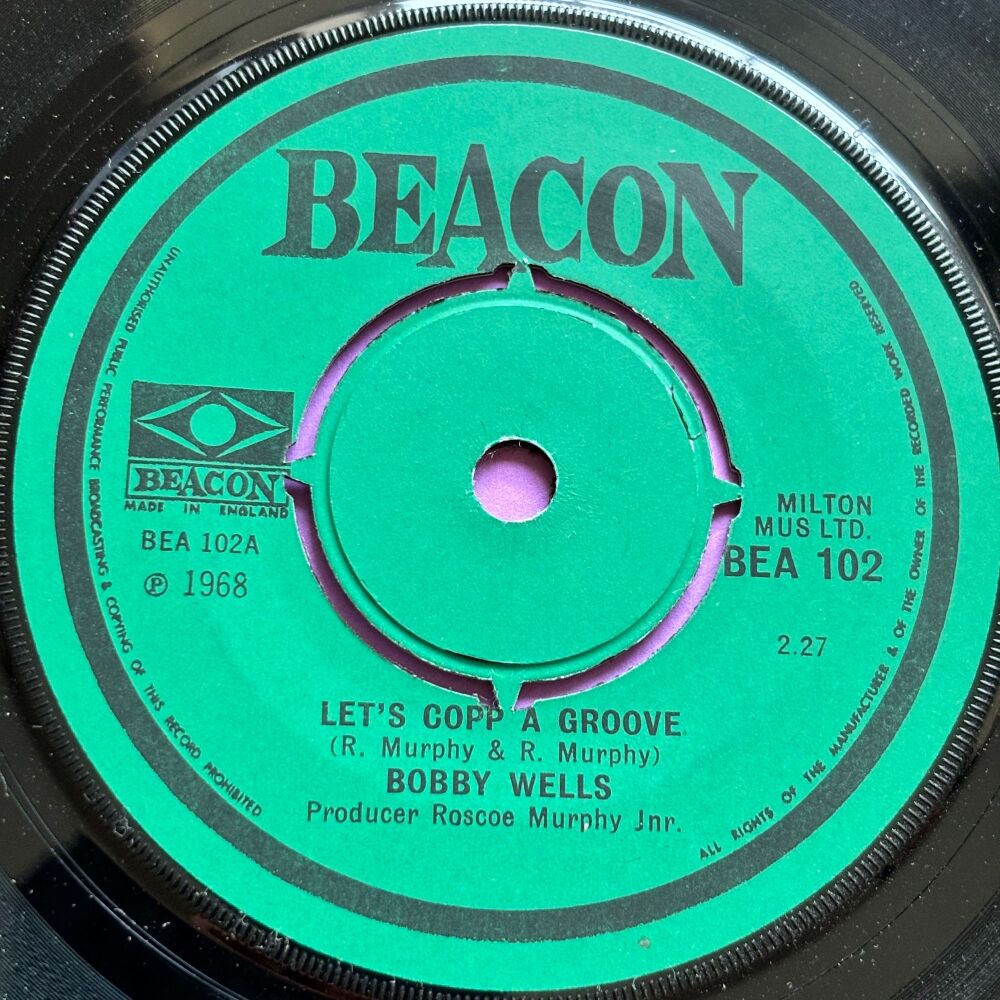 BEACON
UNAUTHORISED PUBLIC PERFORMANCE BROADCASTING & COPYING OF THIS RECORD PROHIBITED
BEACON
MADE IN ENGLAND
BEA 102A
℗ 1968
MILTON
MUS LTD.
BEA 102
2.27
LET'S COPP A GROOVE
(R. Murphy & R. Murphy)
BOBBY WELLS
Producer Roscoe Murphy Jnr.
ALL RIGHTS OF THE MANUFACTURER & OF THE OWNER OF THE RECORDED WORK RESERVED